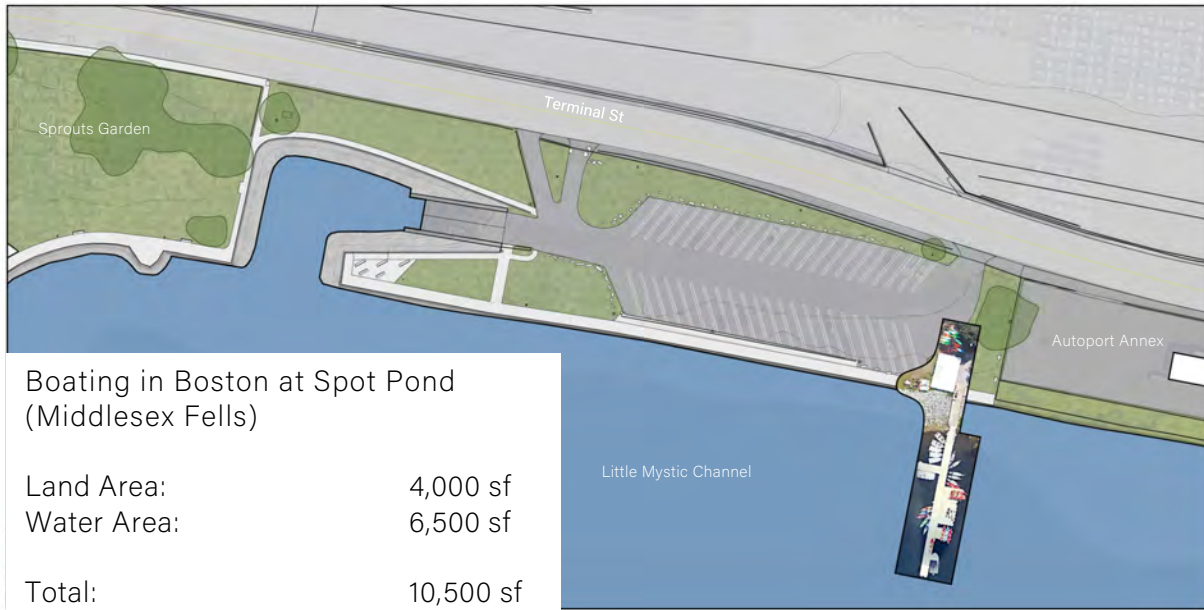 Terminal St
Sprouts Garden
Autoport Annex
Little Mystic Channel
Boating in Boston at Spot Pond
(Middlesex Fells)
Land Area: 4,000 sf
Water Area: 6,500 sf
Total: 10,500 sf